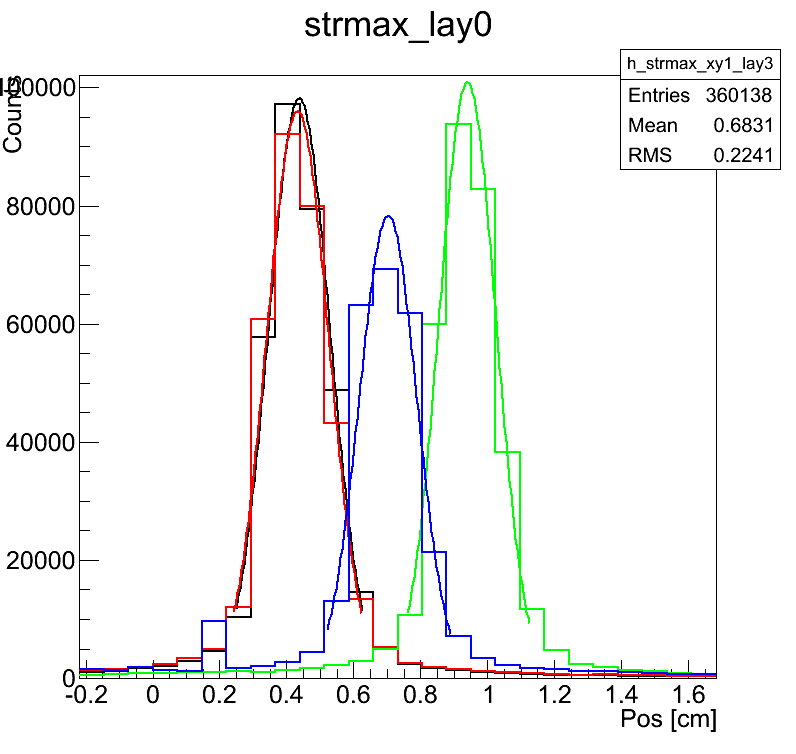 strmax_lay0
h_strmax_xy1_lay3
Entries 360138
Mean 0.6831
RMS 0.2241
Counts
100000
80000
60000
40000
20000
0
-0.2 0 0.2 0.4 0.6 0.8 1 1.2 1.4 1.6
Pos [cm]